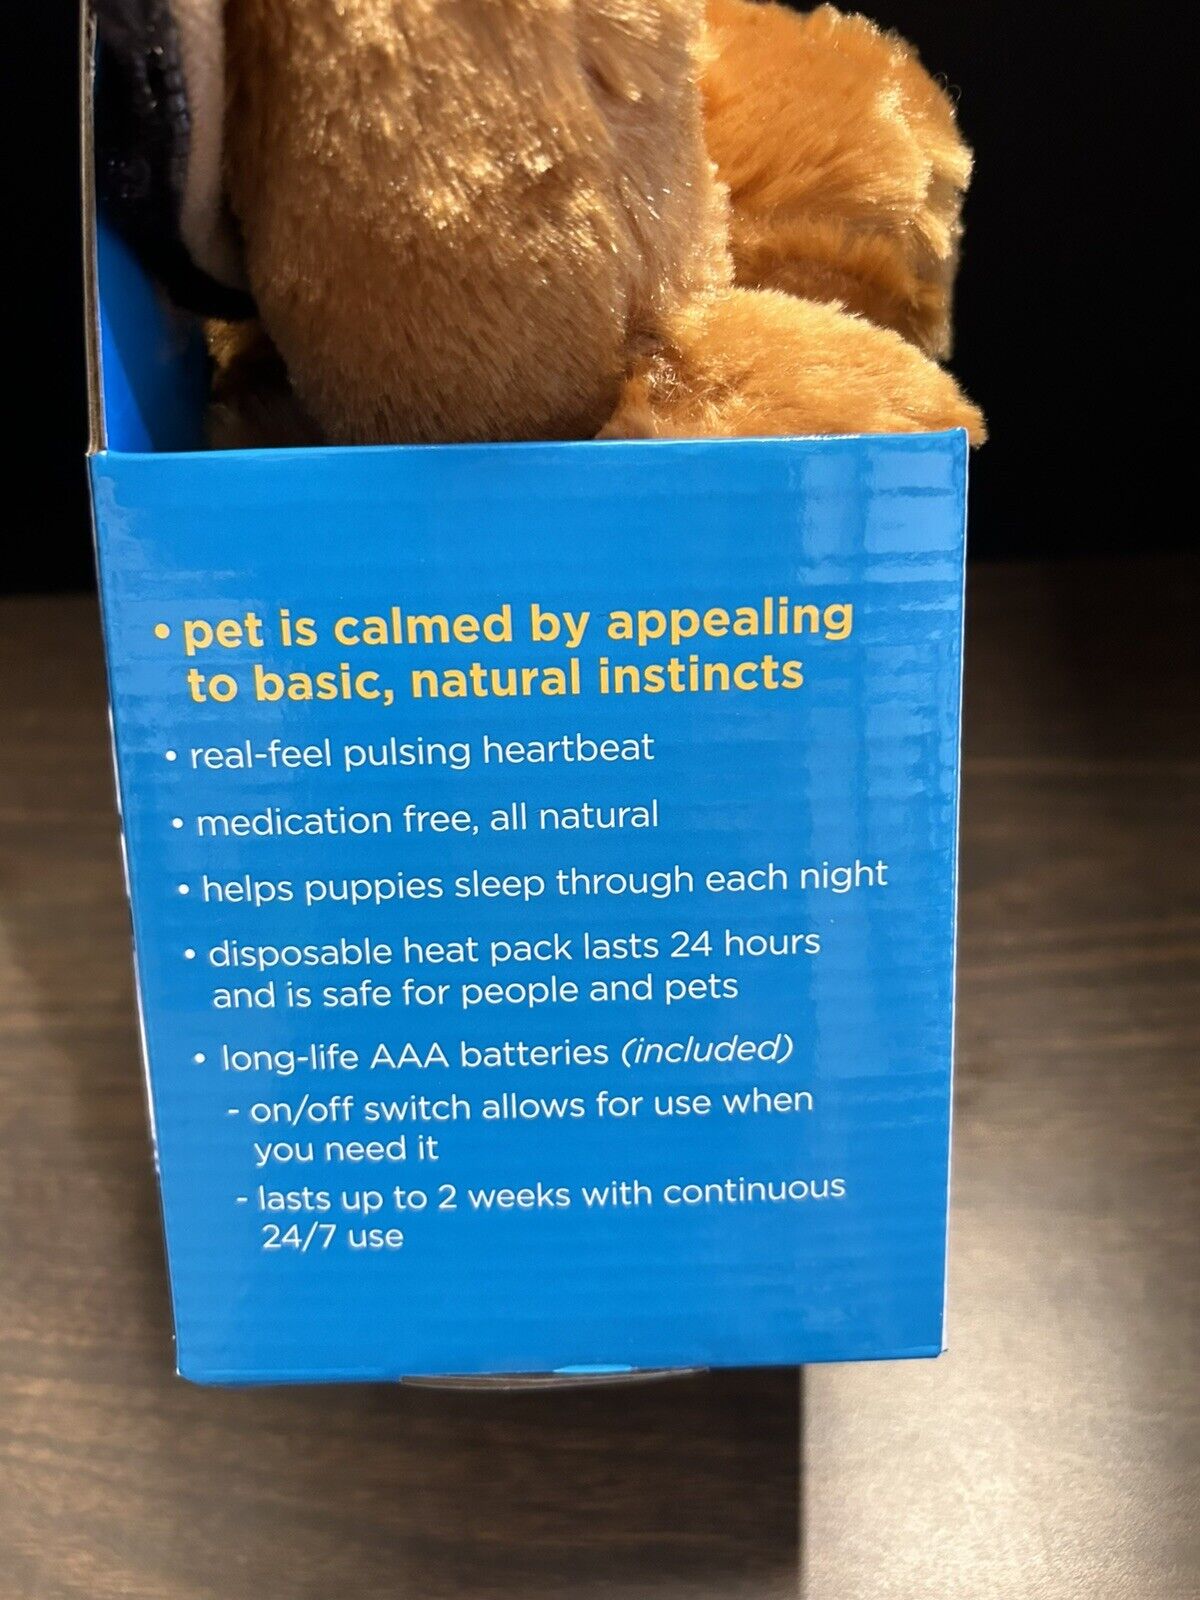 • pet is calmed by appealing
to basic, natural instincts
• real-feel pulsing heartbeat
• medication free, all natural
• helps puppies sleep through each night
• disposable heat pack lasts 24 hours
and is safe for people and pets
• long-life AAA batteries (included)
- on/off switch allows for use when
you need it
- lasts up to 2 weeks with continuous
24/7 use